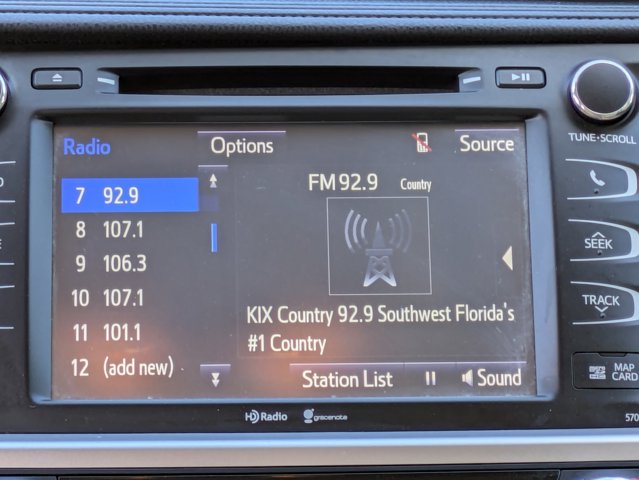 Radio
Options
Source
TUNE•SCROLL
7 92.9
8 107.1
9 106.3
10 107.1
11 101.1
12 (add new)
FM 92.9 Country
KIX Country 92.9 Southwest Florida's
#1 Country
Station List
Sound
SEEK
TRACK
MAP
CARD
HD Radio
gracenote
570